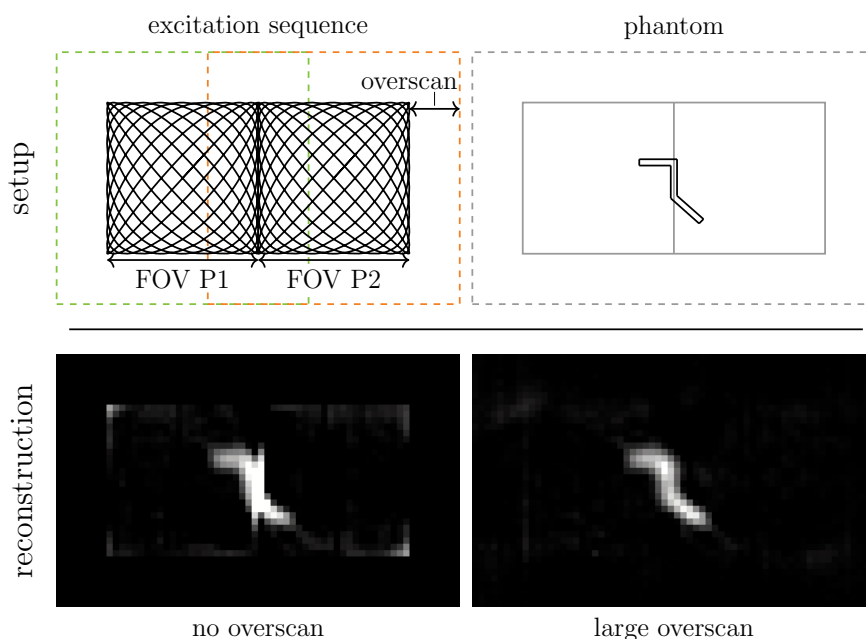 excitation sequence
phantom
overscan
setup
FOV P1
FOV P2
reconstruction
no overscan
large overscan